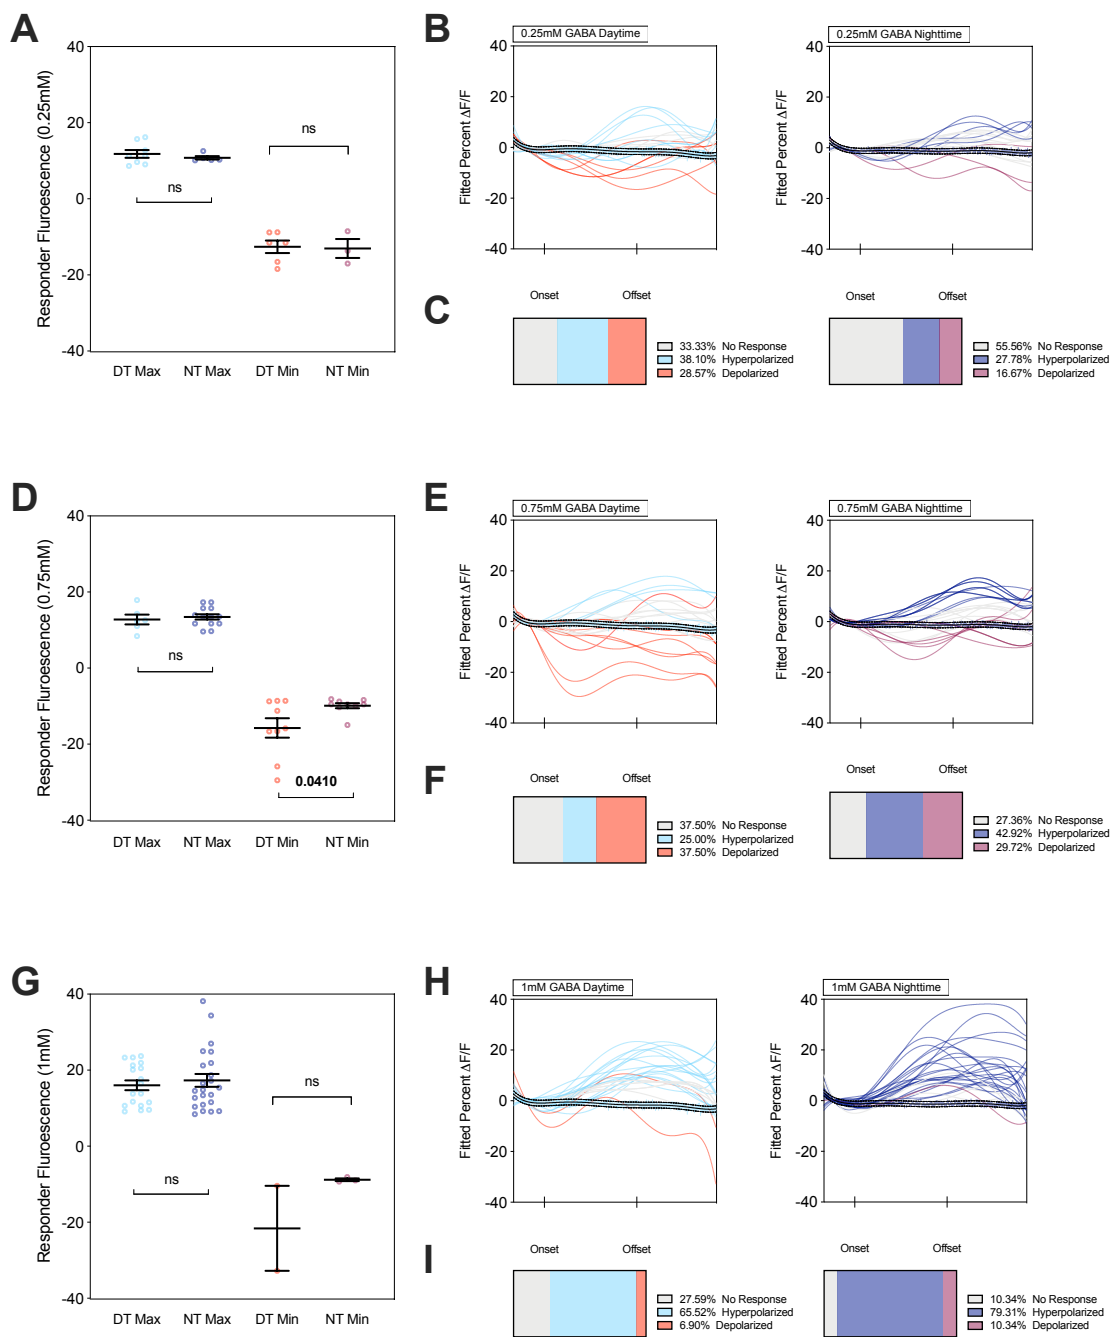 A
Responder Fluroescence (0.25mM)
40
20
0
-20
-40
ns
ns
DT Max
NT Max
DT Min
NT Min
B
0.25mM GABA Daytime
Fitted Percent ΔF/F
40
20
0
-20
-40
Onset
Offset
0.25mM GABA Nighttime
Fitted Percent ΔF/F
40
20
0
-20
-40
Onset
Offset
C
33.33% No Response
38.10% Hyperpolarized
28.57% Depolarized
55.56% No Response
27.78% Hyperpolarized
16.67% Depolarized
D
Responder Fluroescence (0.75mM)
40
20
0
-20
-40
ns
0.0410
DT Max
NT Max
DT Min
NT Min
E
0.75mM GABA Daytime
Fitted Percent ΔF/F
40
20
0
-20
-40
Onset
Offset
0.75mM GABA Nighttime
Fitted Percent ΔF/F
40
20
0
-20
-40
Onset
Offset
F
37.50% No Response
25.00% Hyperpolarized
37.50% Depolarized
27.36% No Response
42.92% Hyperpolarized
29.72% Depolarized
G
Responder Fluroescence (1mM)
40
20
0
-20
-40
ns
ns
DT Max
NT Max
DT Min
NT Min
H
1mM GABA Daytime
Fitted Percent ΔF/F
40
20
0
-20
-40
Onset
Offset
1mM GABA Nighttime
Fitted Percent ΔF/F
40
20
0
-20
-40
Onset
Offset
I
27.59% No Response
65.52% Hyperpolarized
6.90% Depolarized
10.34% No Response
79.31% Hyperpolarized
10.34% Depolarized